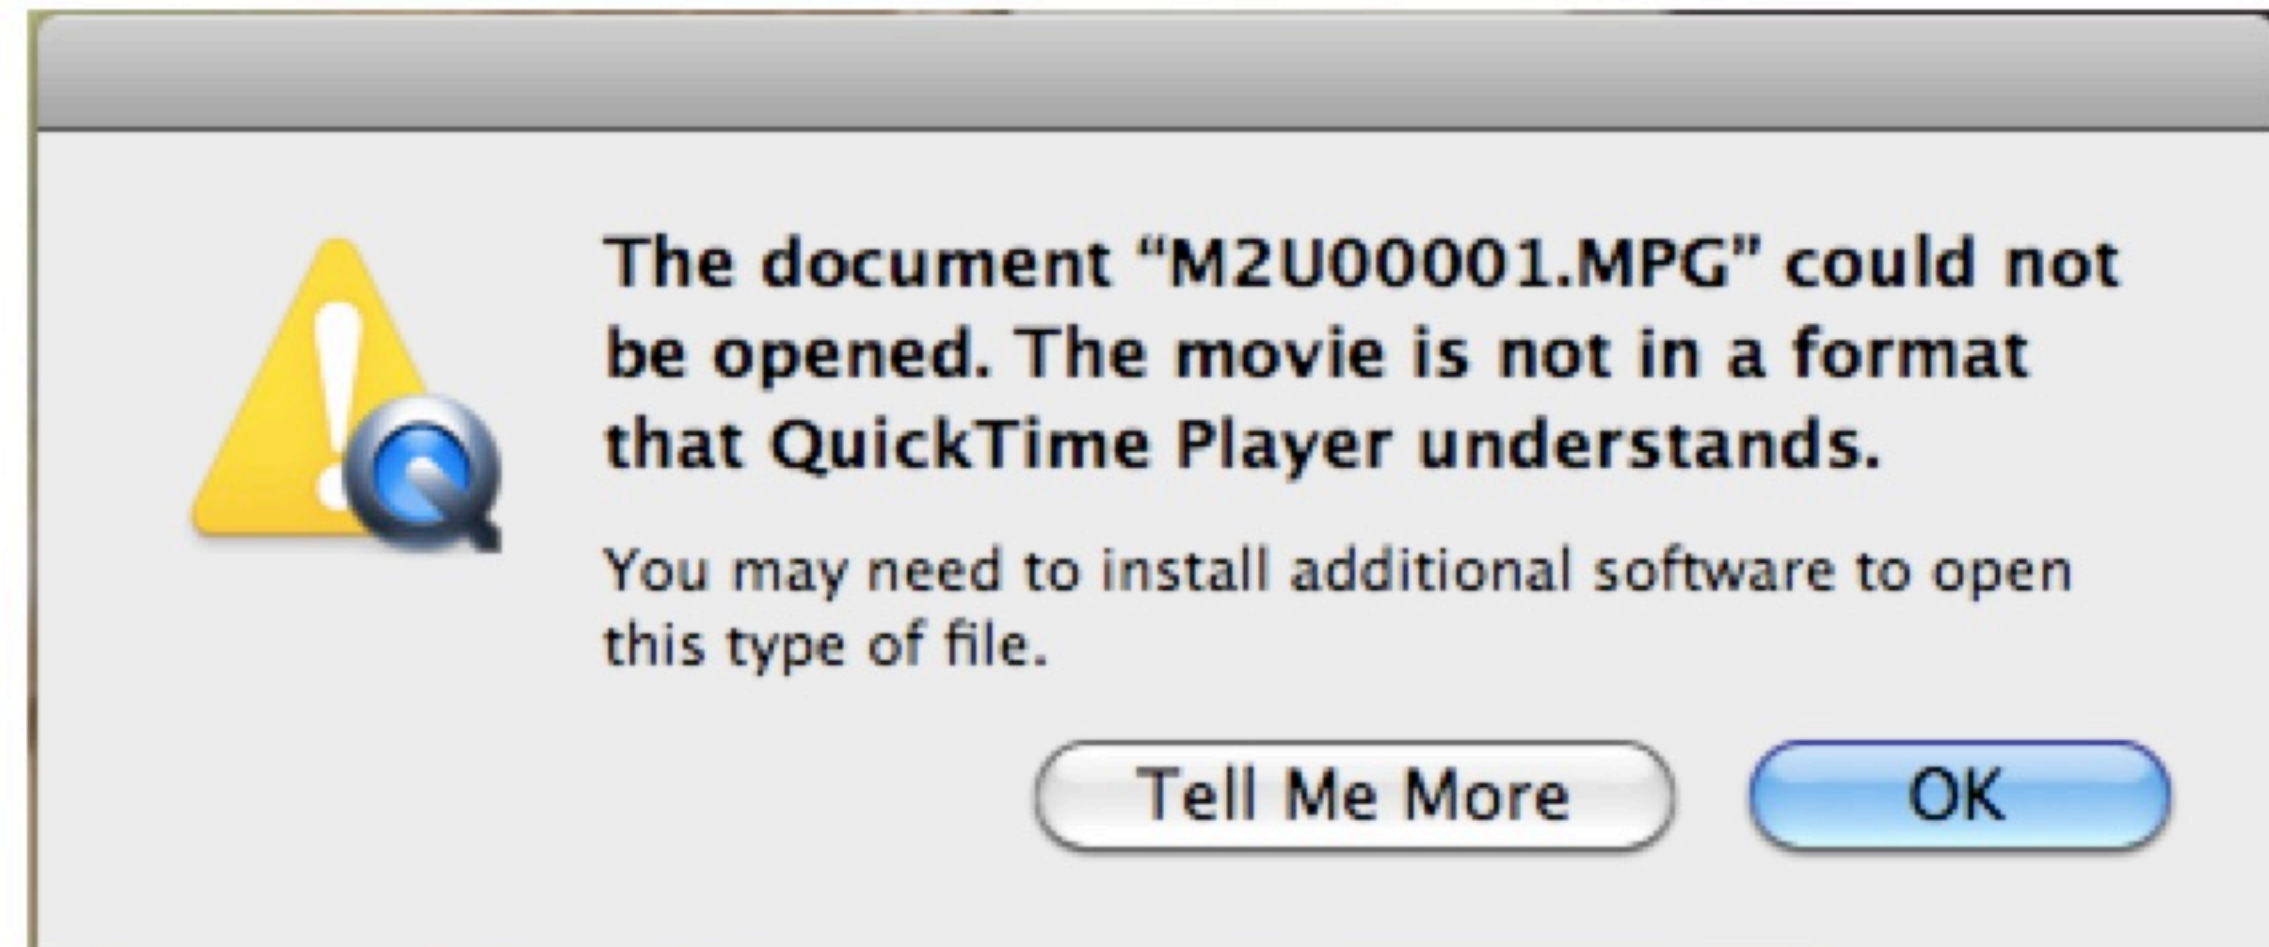 The document “M2U00001.MPG” could not
be opened. The movie is not in a format
that QuickTime Player understands.
You may need to install additional software to open
this type of file.
Tell Me More
OK